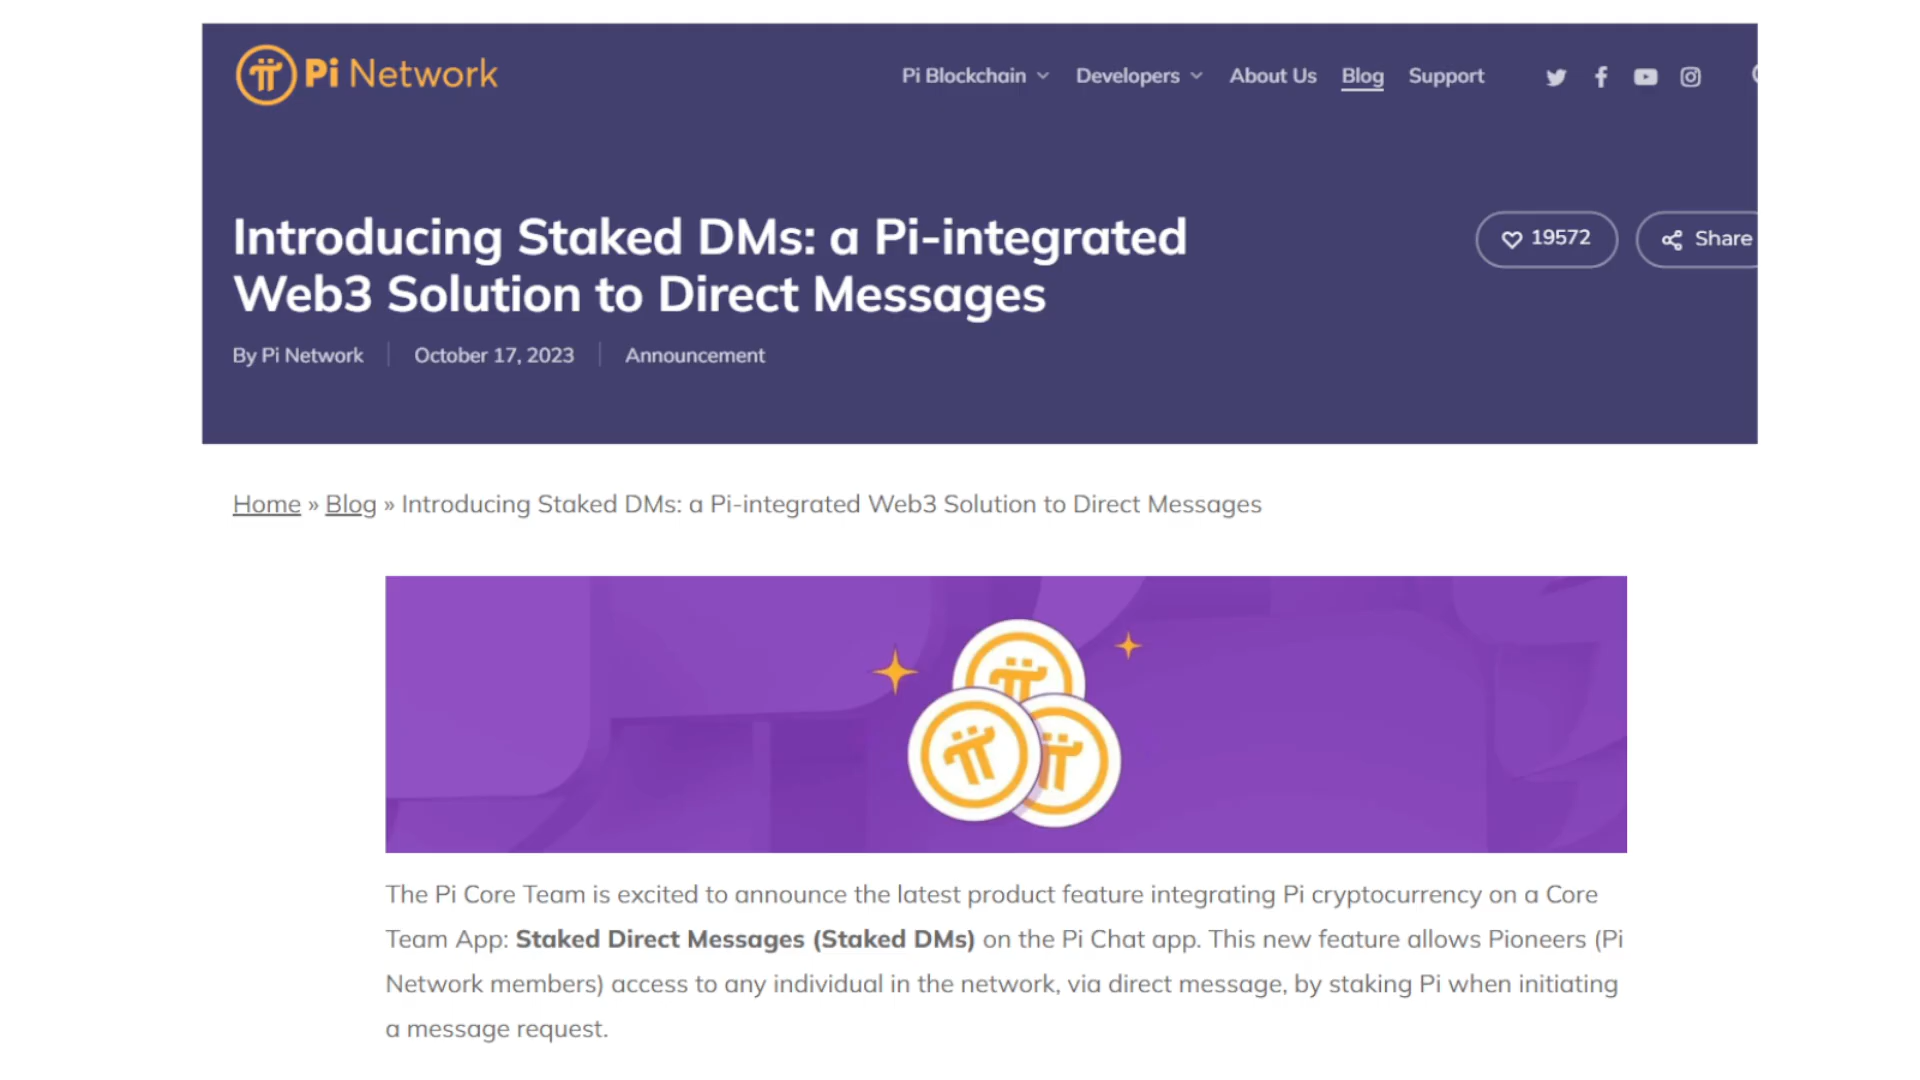 Pi Network
Pi Blockchain Developers About Us Blog Support
Introducing Staked DMs: a Pi-integrated
Web3 Solution to Direct Messages
19572 Share
By Pi Network October 17, 2023 Announcement
Home » Blog » Introducing Staked DMs: a Pi-integrated Web3 Solution to Direct Messages
The Pi Core Team is excited to announce the latest product feature integrating Pi cryptocurrency on a Core
Team App: Staked Direct Messages (Staked DMs) on the Pi Chat app. This new feature allows Pioneers (Pi
Network members) access to any individual in the network, via direct message, by staking Pi when initiating
a message request.